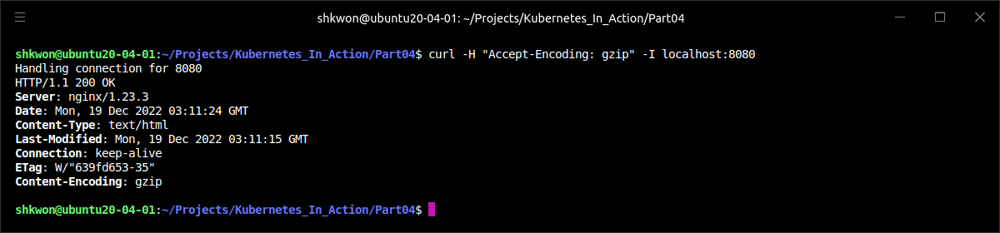 shkwon@ubuntu20-04-01: ~/Projects/Kubernetes_In_Action/Part04
shkwon@ubuntu20-04-01:~/Projects/Kubernetes_In_Action/Part04$ curl -H "Accept-Encoding: gzip" -I localhost:8080
Handling connection for 8080
HTTP/1.1 200 OK
Server: nginx/1.23.3
Date: Mon, 19 Dec 2022 03:11:24 GMT
Content-Type: text/html
Last-Modified: Mon, 19 Dec 2022 03:11:15 GMT
Connection: keep-alive
ETag: W/"639fd653-35"
Content-Encoding: gzip
shkwon@ubuntu20-04-01:~/Projects/Kubernetes_In_Action/Part04$